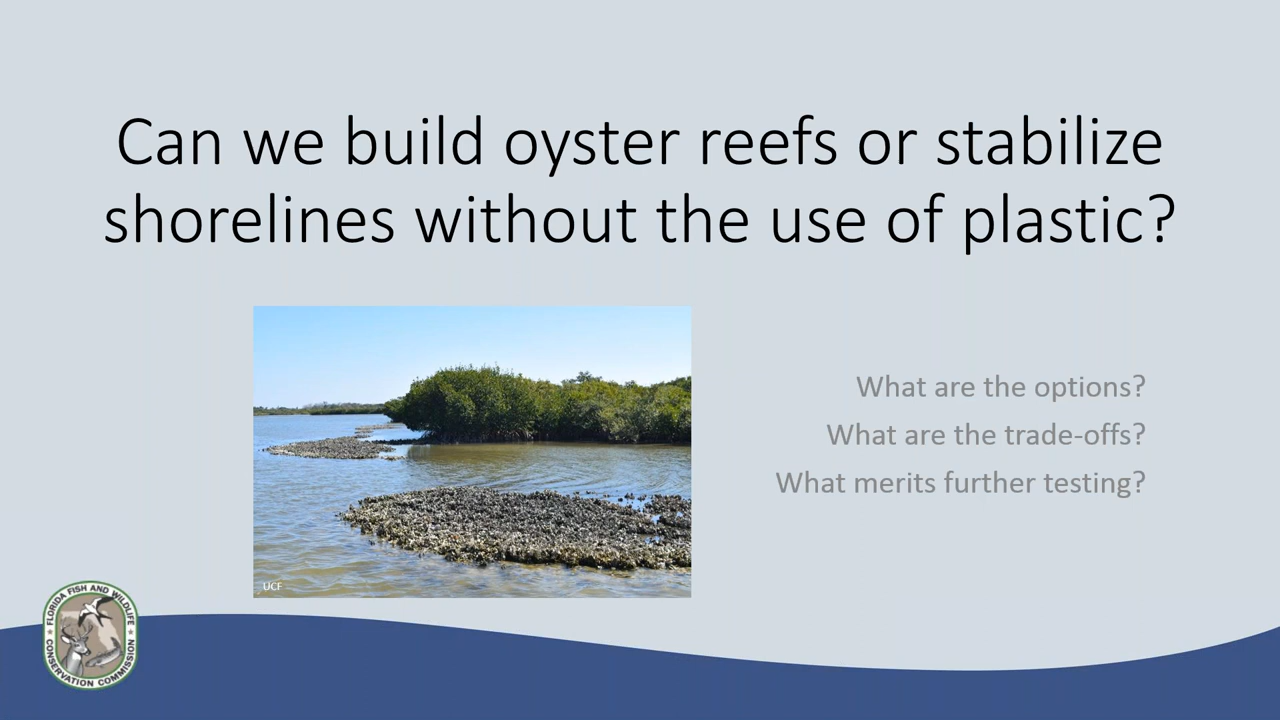 Can we build oyster reefs or stabilize
shorelines without the use of plastic?
What are the options?
What are the trade-offs?
What merits further testing?
UCF
FLORIDA FISH AND WILDLIFE
CONSERVATION COMMISSION